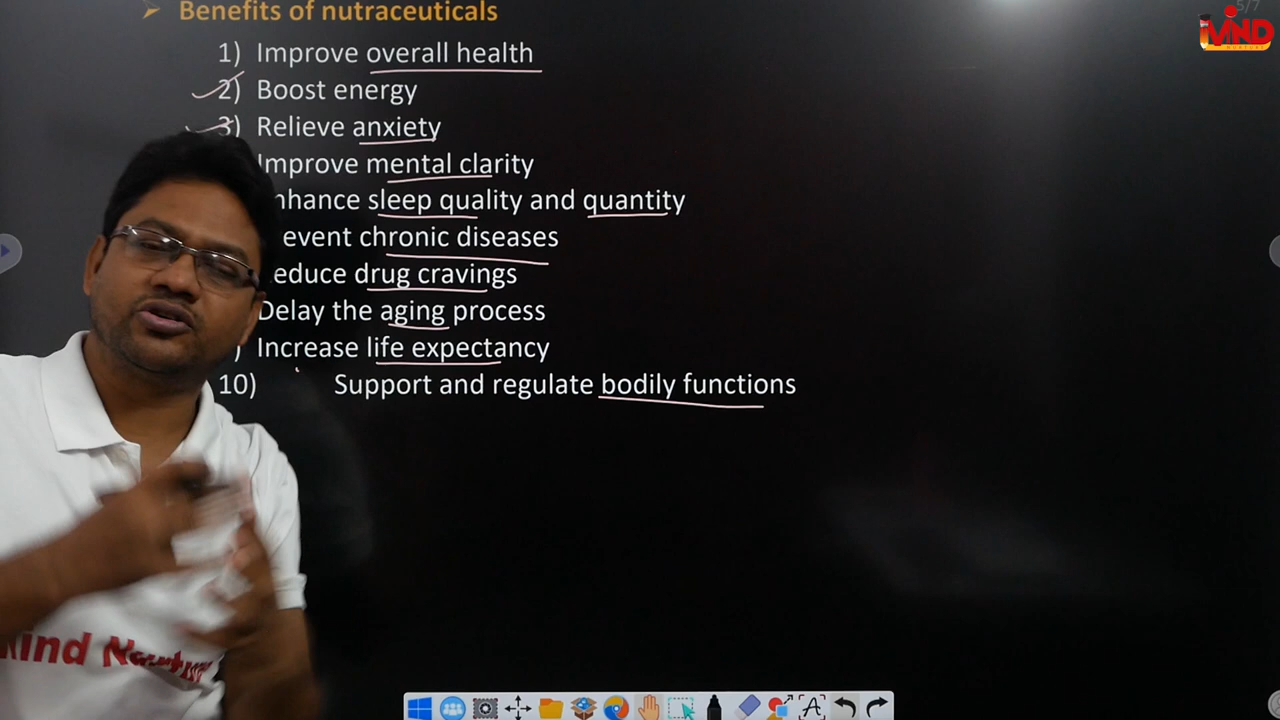 ➤ Benefits of nutraceuticals
5/7
1) Improve overall health
2) Boost energy
3) Relieve anxiety
Improve mental clarity
nhance sleep quality and quantity
event chronic diseases
educe drug cravings
Delay the aging process
) Increase life expectancy
10) Support and regulate bodily functions
MIND